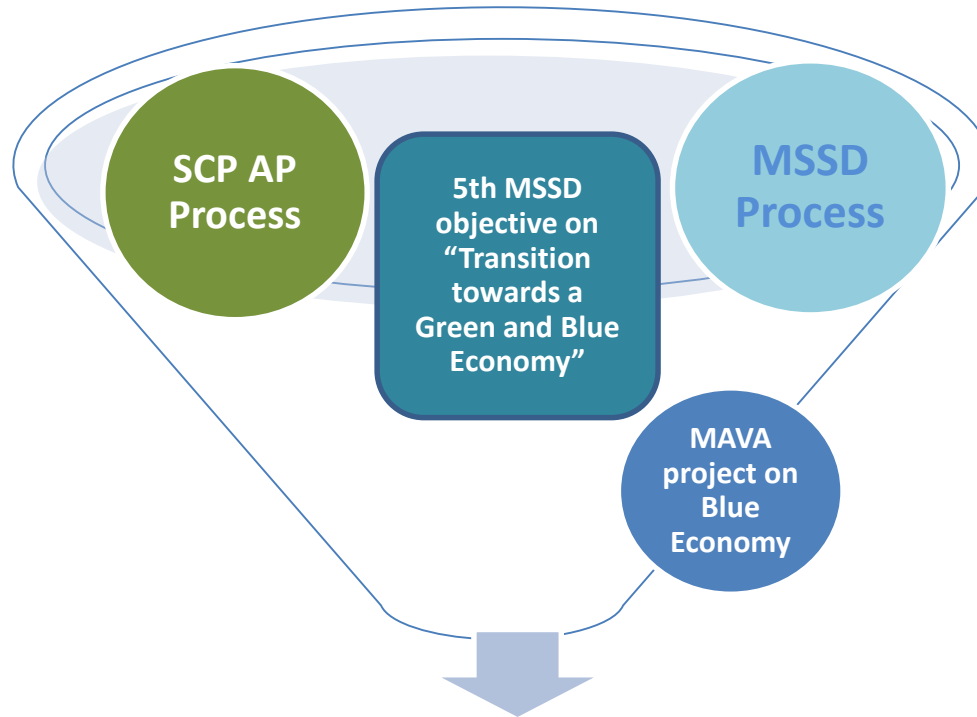 SCP AP
Process
5th MSSD
objective on
“Transition
towards a
Green and Blue
Economy”
MSSD
Process
MAVA
project on
Blue
Economy